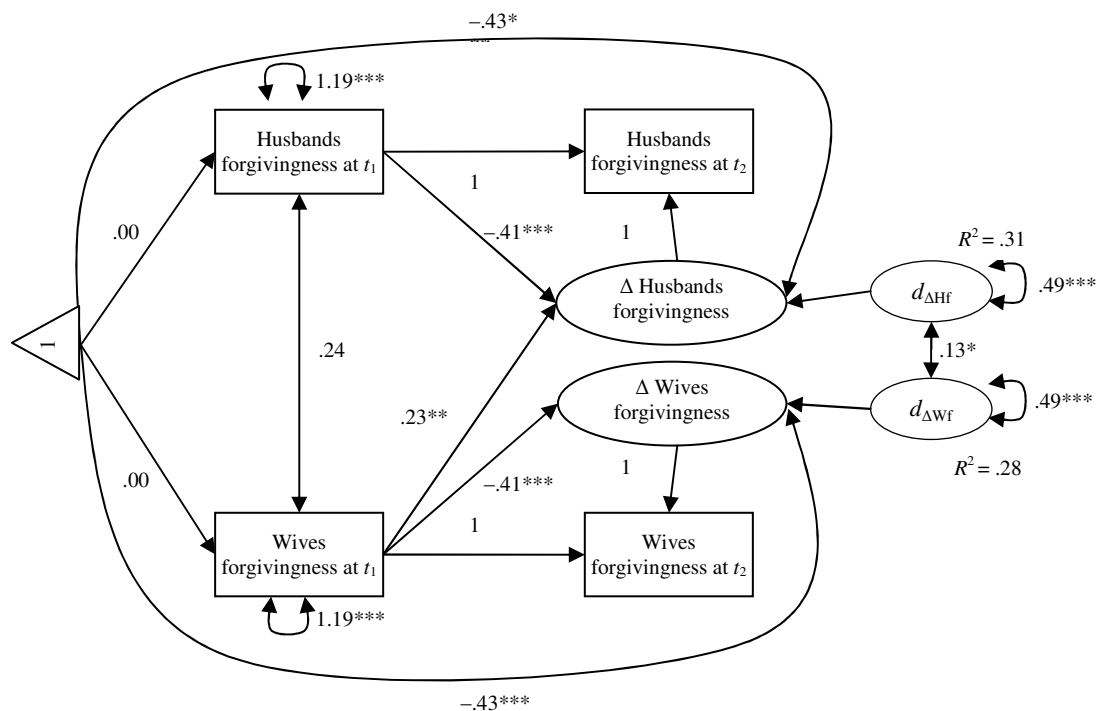 –.43*
**
1.19***
Husbands
forgivingness at t₁
Husbands
forgivingness at t₂
1
.00
–.41***
1
R² = .31
Δ Husbands
forgivingness
d_ΔHf
.49***
1
.24
.13*
Δ Wives
forgivingness
.23**
d_ΔWf
.49***
.00
–.41***
1
R² = .28
1
Wives
forgivingness at t₁
Wives
forgivingness at t₂
1.19***
–.43***